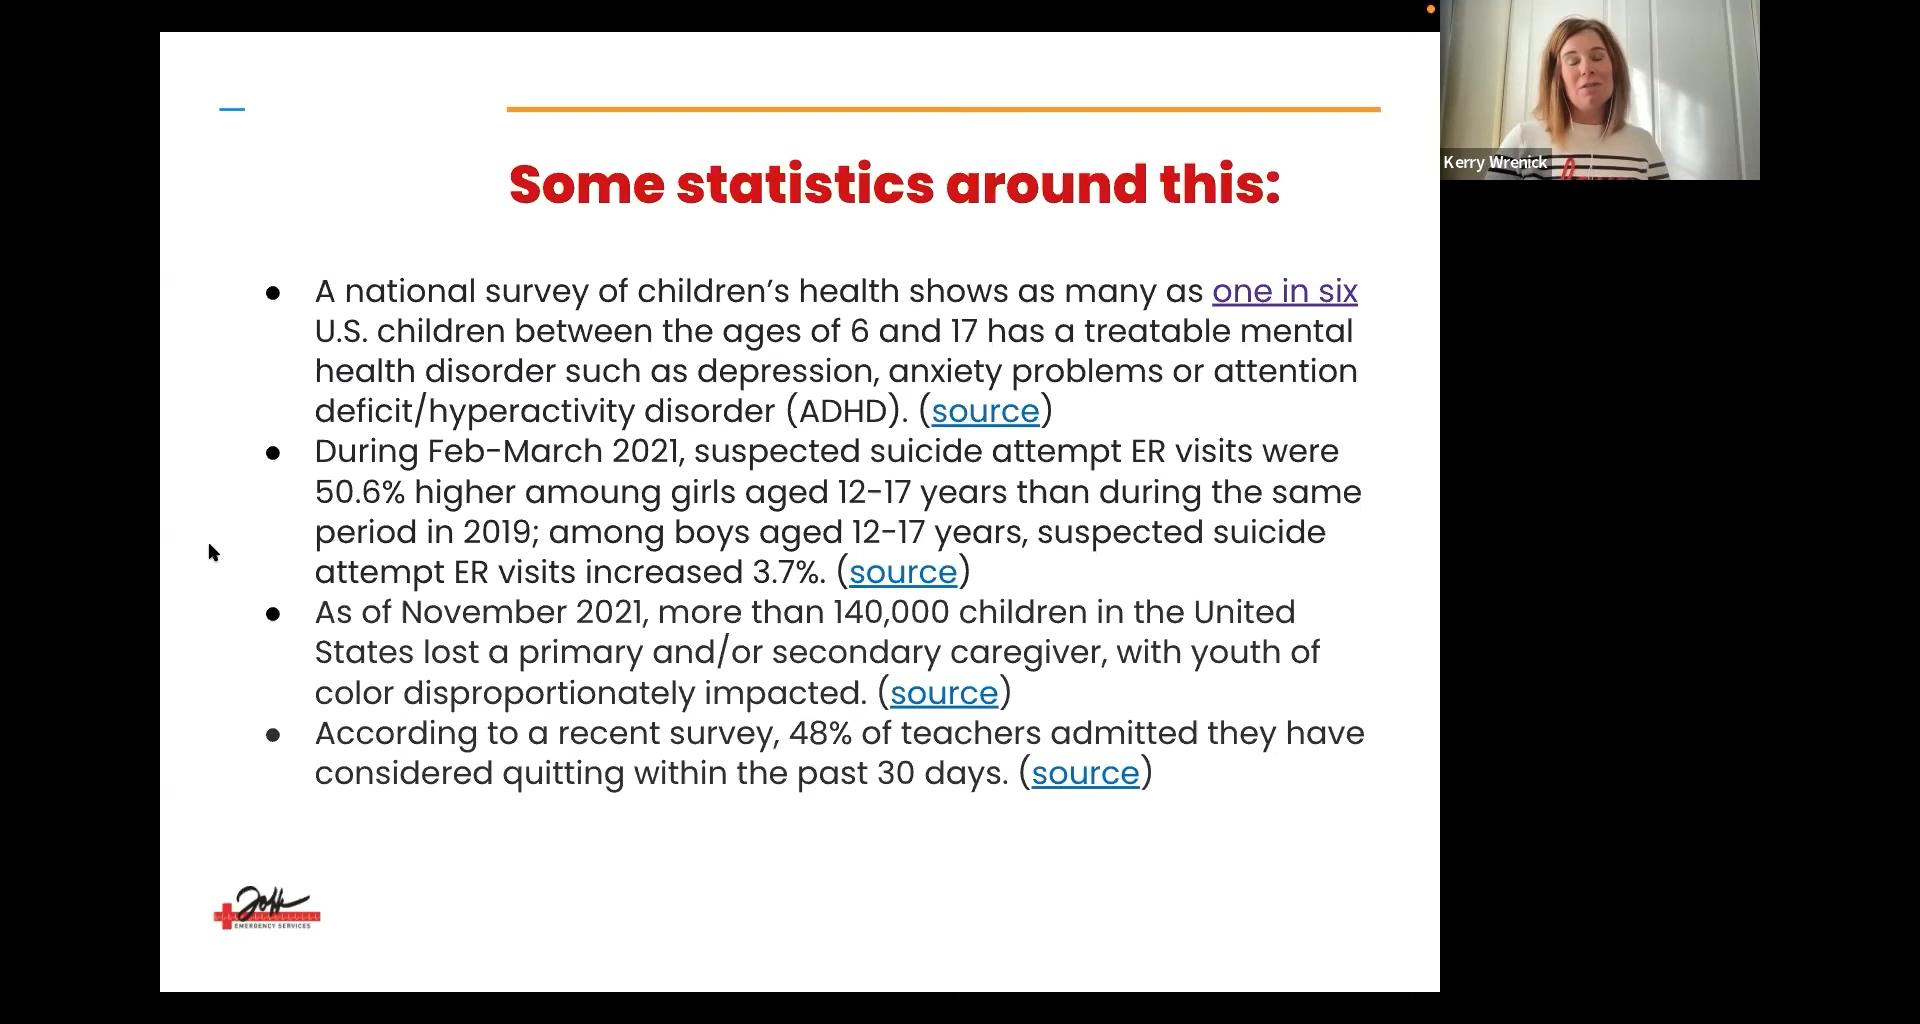 Kerry Wrenick
Some statistics around this:
● A national survey of children’s health shows as many as one in six
U.S. children between the ages of 6 and 17 has a treatable mental
health disorder such as depression, anxiety problems or attention
deficit/hyperactivity disorder (ADHD). (source)
● During Feb-March 2021, suspected suicide attempt ER visits were
50.6% higher amoung girls aged 12-17 years than during the same
period in 2019; among boys aged 12-17 years, suspected suicide
attempt ER visits increased 3.7%. (source)
● As of November 2021, more than 140,000 children in the United
States lost a primary and/or secondary caregiver, with youth of
color disproportionately impacted. (source)
● According to a recent survey, 48% of teachers admitted they have
considered quitting within the past 30 days. (source)
EMERGENCY SERVICES